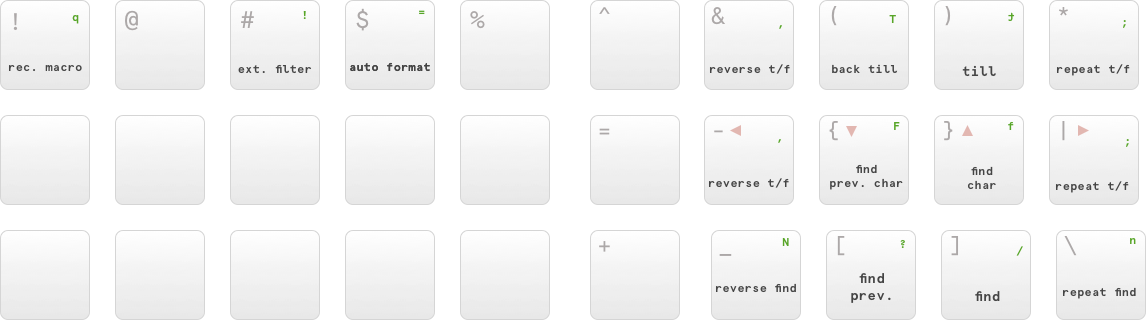 ! q @ # ! $ = % ^ & , ( T ) t * ;
rec. macro ext. filter auto format reverse t/f back till till repeat t/f
= - ◀ , { ▼ F } ▲ f | ▶ ;
find find
reverse t/f prev. char char repeat t/f
+ _ N [ ? ] / \ n
find
reverse find prev. find repeat find